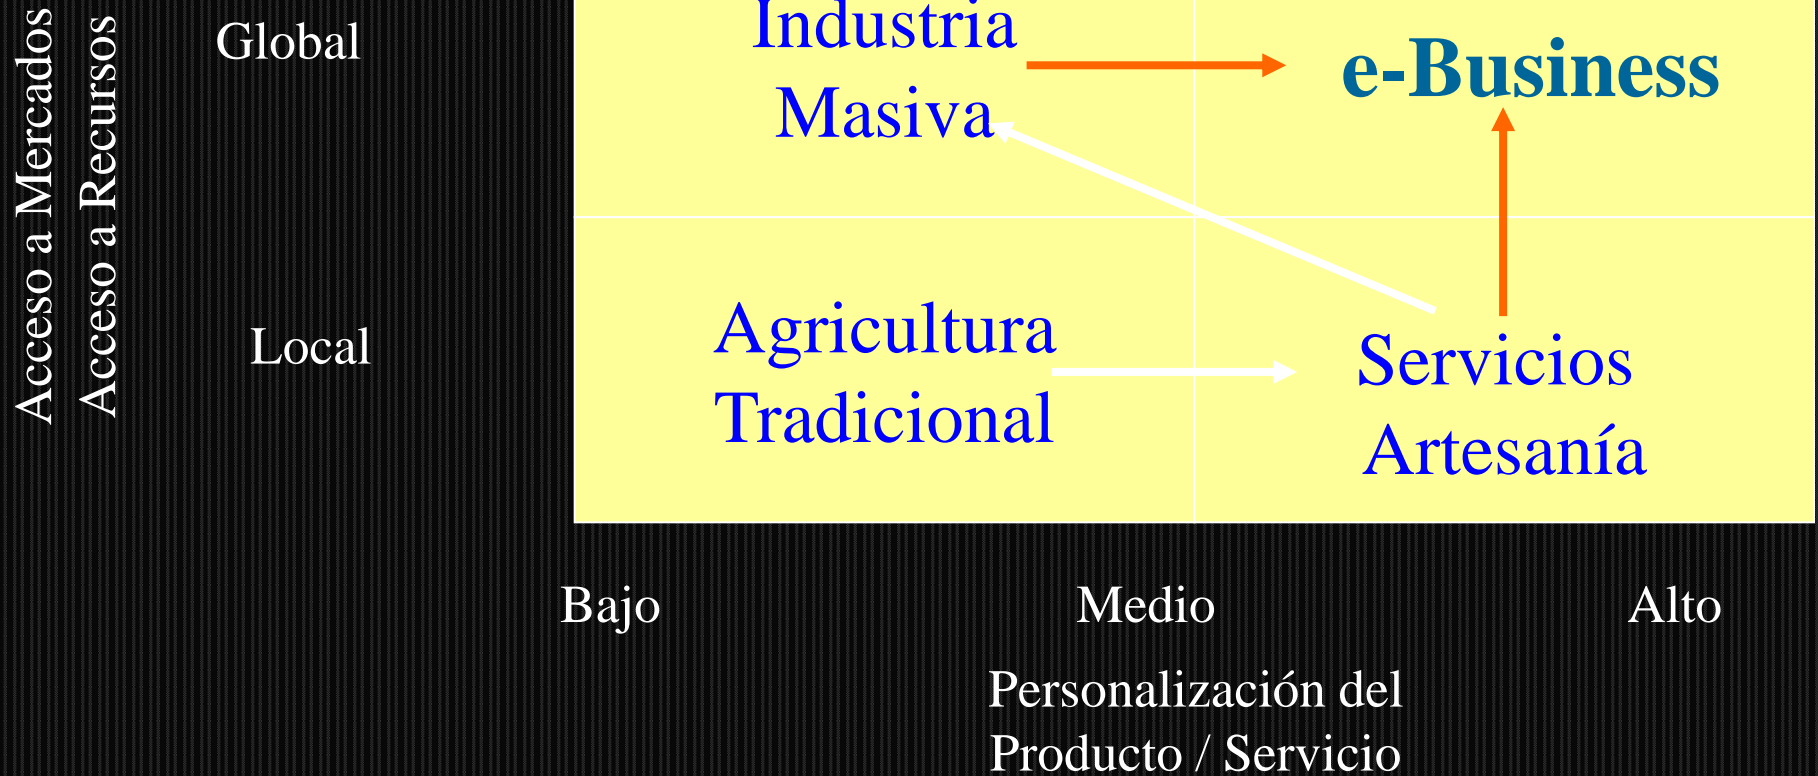 Acceso a Mercados
Acceso a Recursos
Global
Industria
Masiva
e-Business
Local
Agricultura
Tradicional
Servicios
Artesanía
Bajo
Medio
Alto
Personalización del
Producto / Servicio